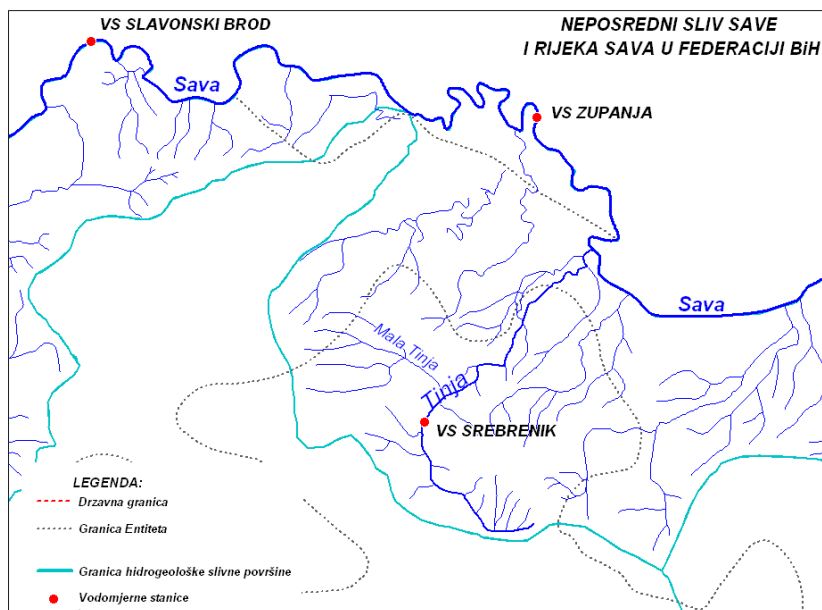 VS SLAVONSKI BROD
NEPOSREDNI SLIV SAVE
I RIJEKA SAVA U FEDERACIJI BiH
Sava
VS ZUPANJA
Sava
Mala Tinja
Tinja
VS SREBRENIK
LEGENDA:
Drzavna granica
Granica Entiteta
Granica hidrogeološke slivne površine
Vodomjerne stanice